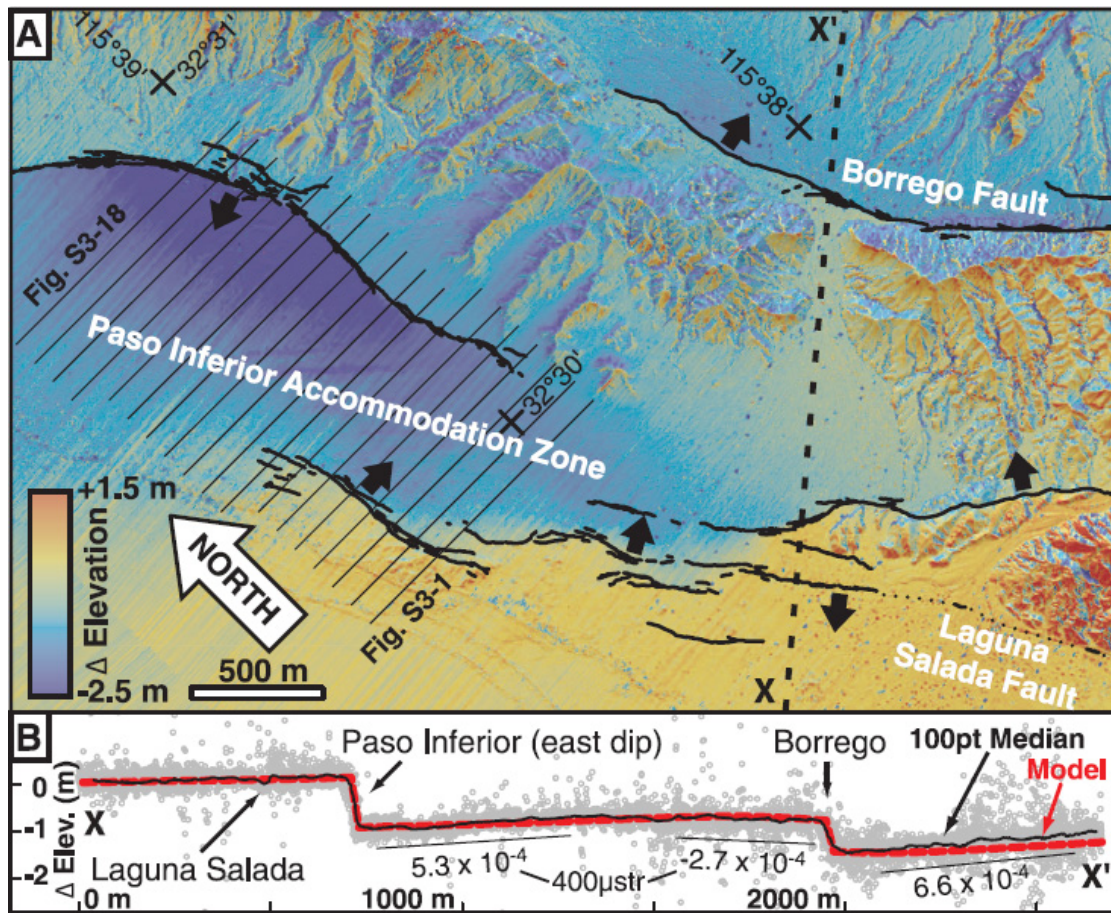 A
115°39'
32°31'
X'
115°38'
Borrego Fault
Fig. S3-18
Paso Inferior Accommodation Zone
32°30'
+1.5 m
Δ Elevation
-2.5 m
NORTH
500 m
Fig. S3-1
X
Laguna
Salada Fault
B
Paso Inferior (east dip)
Borrego
100pt Median
Model
Δ Elev. (m)
0
-1
-2
X
Laguna Salada
5.3 x 10-4
400µstr
-2.7 x 10-4
6.6 x 10-4
X'
0 m
1000 m
2000 m